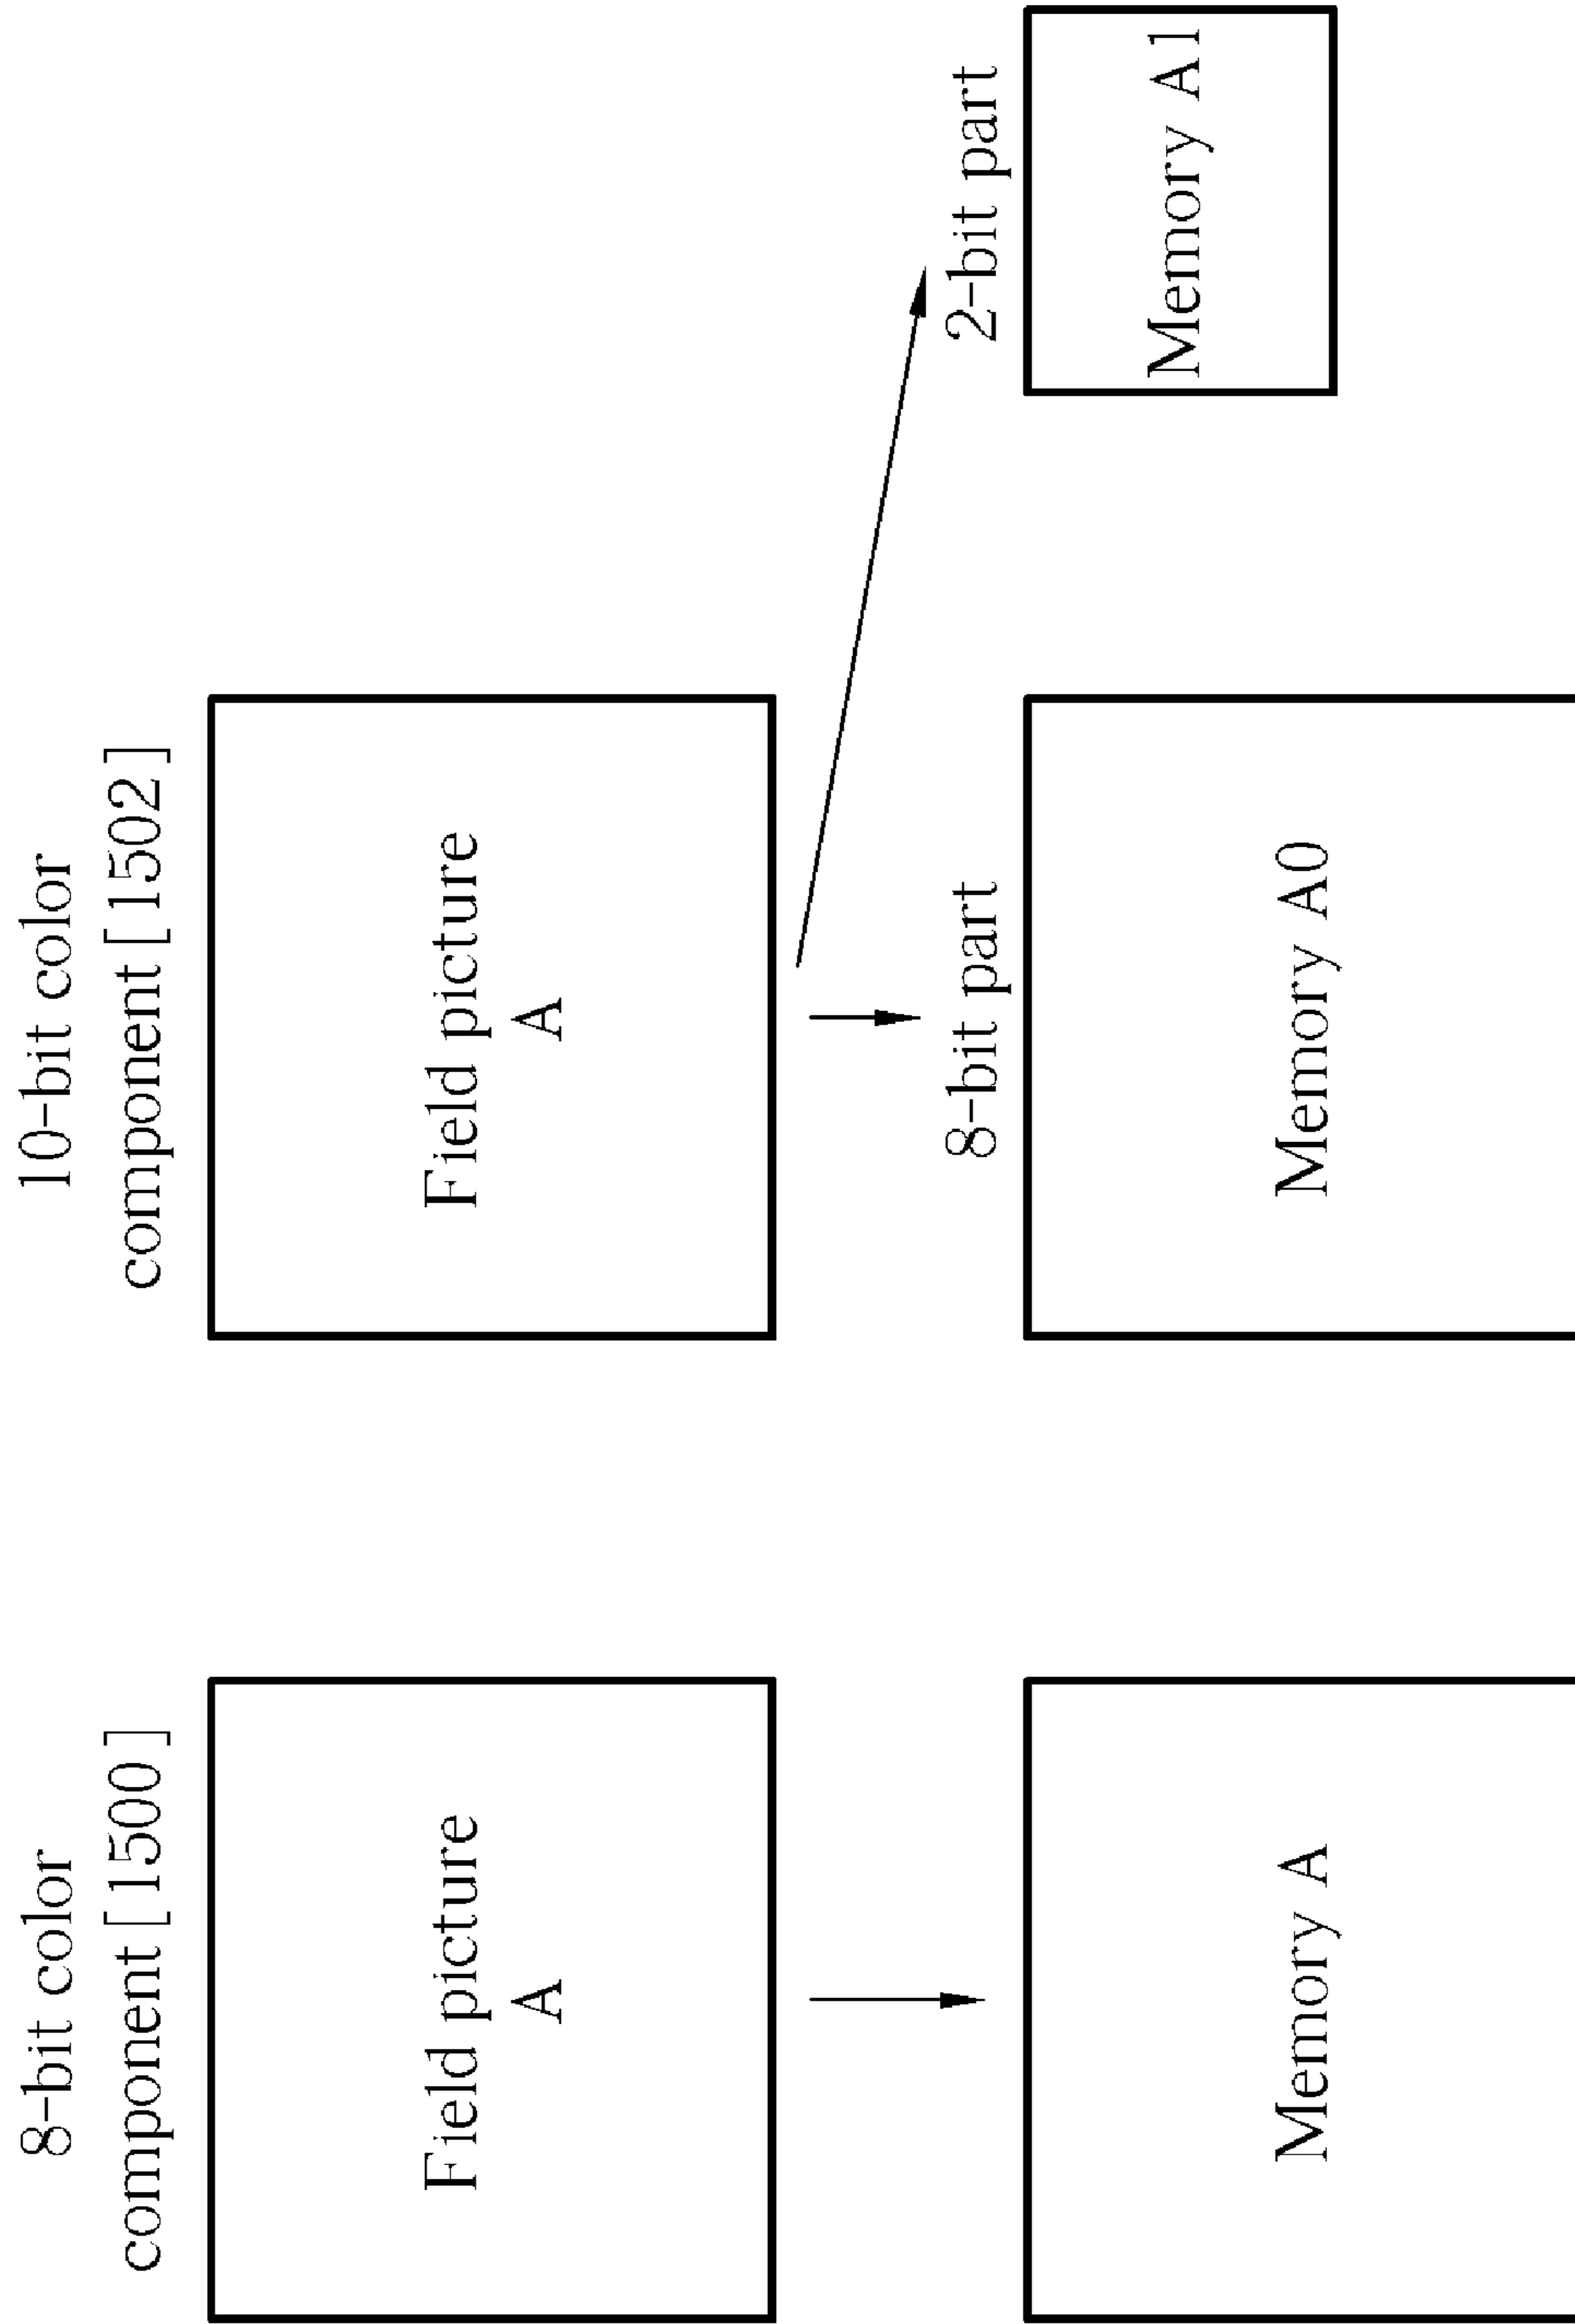 8-bit color
component[1500]
Field picture
A
Memory A
10-bit color
component[1502]
Field picture
A
8-bit part
Memory A0
2-bit part
Memory A1